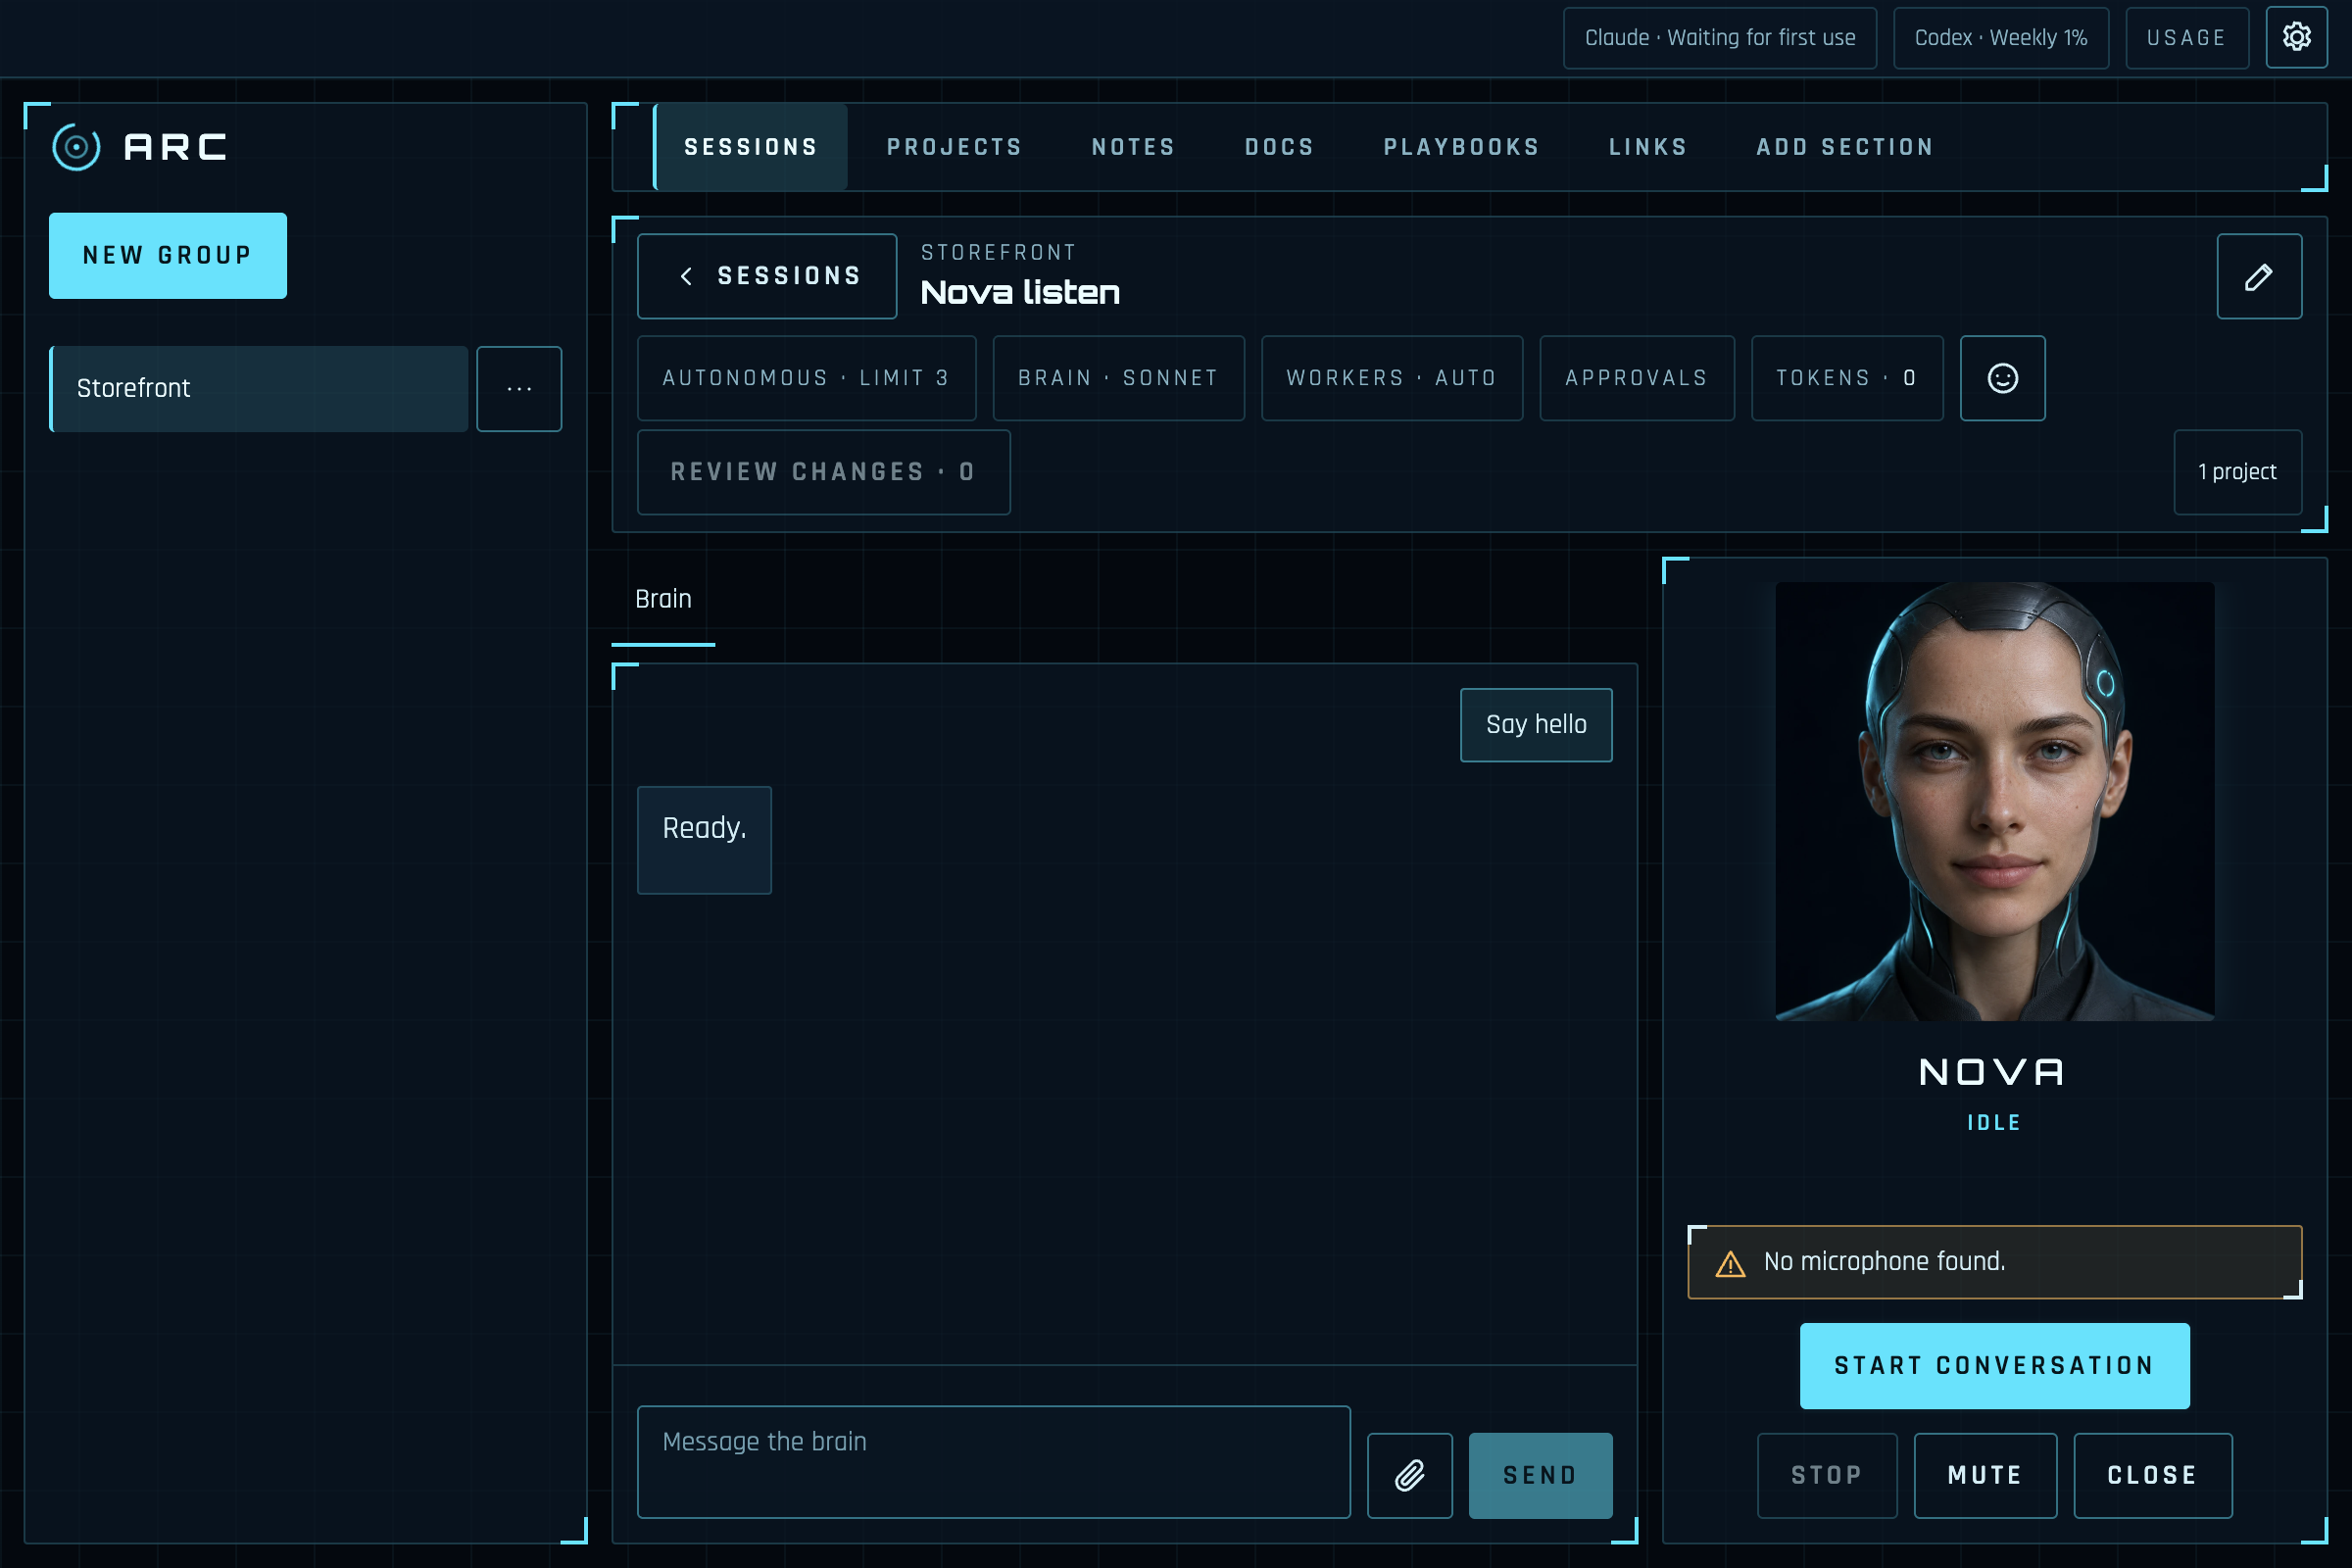 Claude · Waiting for first use
Codex · Weekly 1%
USAGE
ARC
NEW GROUP
Storefront
...
SESSIONS
PROJECTS
NOTES
DOCS
PLAYBOOKS
LINKS
ADD SECTION
SESSIONS
STOREFRONT
Nova listen
AUTONOMOUS · LIMIT 3
BRAIN · SONNET
WORKERS · AUTO
APPROVALS
TOKENS · 0
REVIEW CHANGES · 0
1 project
Brain
Say hello
Ready.
Message the brain
SEND
NOVA
IDLE
No microphone found.
START CONVERSATION
STOP
MUTE
CLOSE